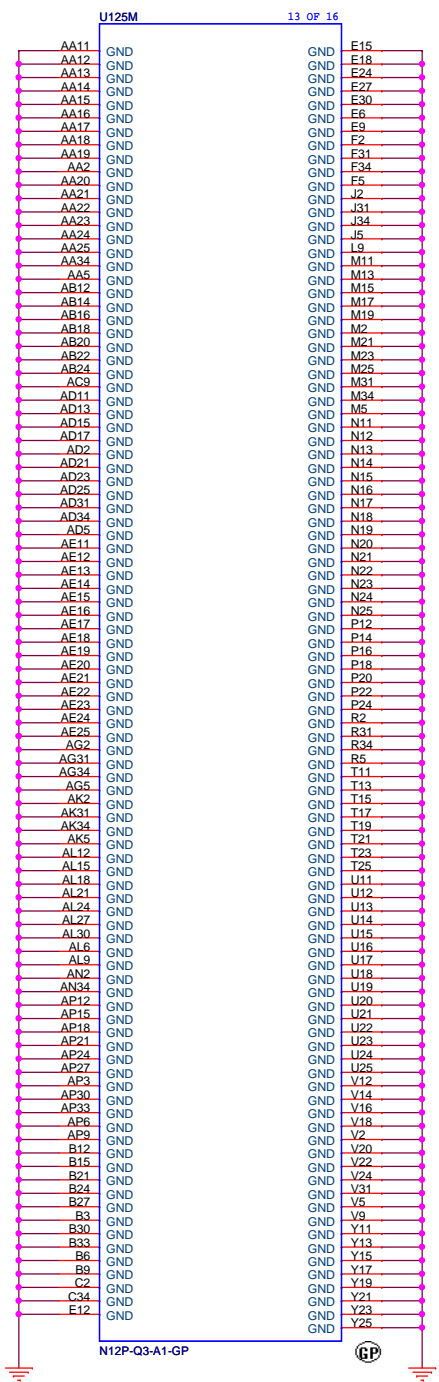 U125M 13 OF 16
AA11 GND GND E15
AA12 GND GND E18
AA13 GND GND E24
AA14 GND GND E27
AA15 GND GND E30
AA16 GND GND E6
AA17 GND GND E9
AA18 GND GND F2
AA19 GND GND F31
AA2 GND GND F34
AA20 GND GND F5
AA21 GND GND J2
AA22 GND GND J31
AA23 GND GND J34
AA24 GND GND J5
AA25 GND GND L9
AA34 GND GND M11
AA5 GND GND M13
AB12 GND GND M15
AB14 GND GND M17
AB16 GND GND M19
AB18 GND GND M2
AB20 GND GND M21
AB22 GND GND M23
AB24 GND GND M25
AC9 GND GND M31
AD11 GND GND M34
AD13 GND GND M5
AD15 GND GND N11
AD17 GND GND N12
AD2 GND GND N13
AD21 GND GND N14
AD23 GND GND N15
AD25 GND GND N16
AD31 GND GND N17
AD34 GND GND N18
AD5 GND GND N19
AE11 GND GND N20
AE12 GND GND N21
AE13 GND GND N22
AE14 GND GND N23
AE15 GND GND N24
AE16 GND GND N25
AE17 GND GND P12
AE18 GND GND P14
AE19 GND GND P16
AE20 GND GND P18
AE21 GND GND P20
AE22 GND GND P22
AE23 GND GND P24
AE24 GND GND R2
AE25 GND GND R31
AG2 GND GND R34
AG31 GND GND R5
AG34 GND GND T11
AG5 GND GND T13
AK2 GND GND T15
AK31 GND GND T17
AK34 GND GND T19
AK5 GND GND T21
AL12 GND GND T23
AL15 GND GND T25
AL18 GND GND U11
AL21 GND GND U12
AL24 GND GND U13
AL27 GND GND U14
AL30 GND GND U15
AL6 GND GND U16
AL9 GND GND U17
AN2 GND GND U18
AN34 GND GND U19
AP12 GND GND U20
AP15 GND GND U21
AP18 GND GND U22
AP21 GND GND U23
AP24 GND GND U24
AP27 GND GND U25
AP3 GND GND V12
AP30 GND GND V14
AP33 GND GND V16
AP6 GND GND V18
AP9 GND GND V2
B12 GND GND V20
B15 GND GND V22
B21 GND GND V24
B24 GND GND V31
B27 GND GND V5
B3 GND GND V9
B30 GND GND Y11
B33 GND GND Y13
B6 GND GND Y15
B9 GND GND Y17
C2 GND GND Y19
C34 GND GND Y21
E12 GND GND Y23
GND Y25
N12P-Q3-A1-GP GP